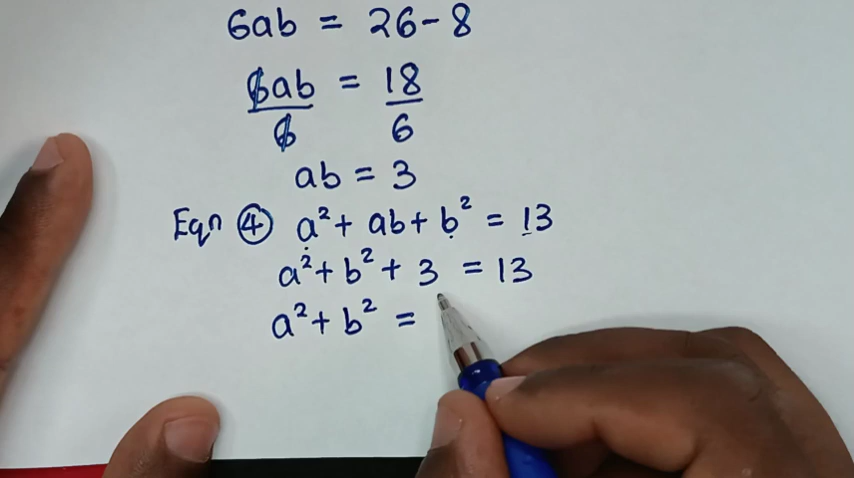 6ab = 26 - 8
6ab/6 = 18/6
ab = 3
Eqn ④ a² + ab + b² = 13
a² + b² + 3 = 13
a² + b² =